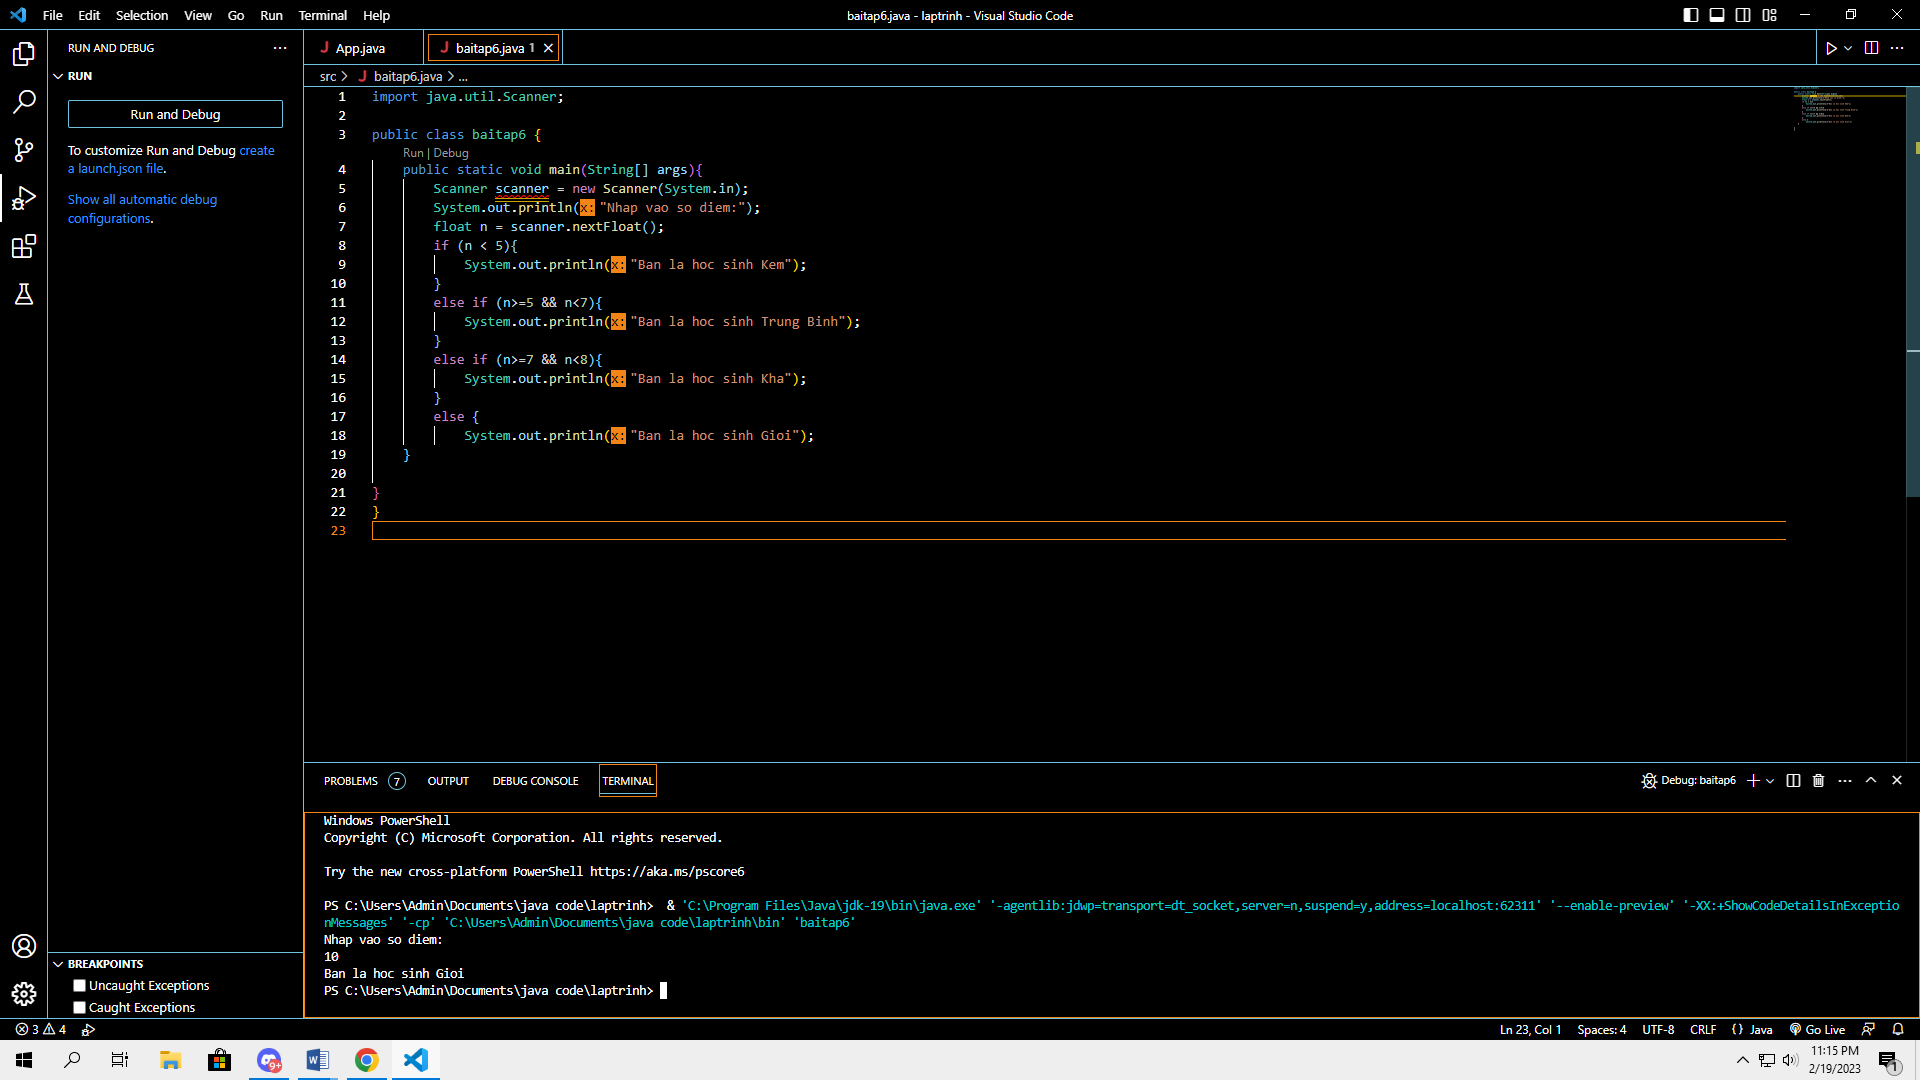 File Edit Selection View Go Run Terminal Help
baitap6.java - laptrinh - Visual Studio Code
RUN AND DEBUG
RUN
Run and Debug
To customize Run and Debug create
a launch.json file.
Show all automatic debug
configurations.
App.java
baitap6.java 1
src > baitap6.java > ...
1 import java.util.Scanner;
2
3 public class baitap6 {
Run | Debug
4 public static void main(String[] args){
5 Scanner scanner = new Scanner(System.in);
6 System.out.println(x: "Nhap vao so diem:");
7 float n = scanner.nextFloat();
8 if (n < 5){
9 System.out.println(x: "Ban la hoc sinh Kem");
10 }
11 else if (n>=5 && n<7){
12 System.out.println(x: "Ban la hoc sinh Trung Binh");
13 }
14 else if (n>=7 && n<8){
15 System.out.println(x: "Ban la hoc sinh Kha");
16 }
17 else {
18 System.out.println(x: "Ban la hoc sinh Gioi");
19 }
20
21 }
22 }
23
PROBLEMS 7 OUTPUT DEBUG CONSOLE TERMINAL
Debug: baitap6
Windows PowerShell
Copyright (C) Microsoft Corporation. All rights reserved.
Try the new cross-platform PowerShell https://aka.ms/pscore6
PS C:\Users\Admin\Documents\java code\laptrinh>  & 'C:\Program Files\Java\jdk-19\bin\java.exe' '-agentlib:jdwp=transport=dt_socket,server=n,suspend=y,address=localhost:62311' '--enable-preview' '-XX:+ShowCodeDetailsInExceptio
nMessages' '-cp' 'C:\Users\Admin\Documents\java code\laptrinh\bin' 'baitap6'
Nhap vao so diem:
10
Ban la hoc sinh Gioi
PS C:\Users\Admin\Documents\java code\laptrinh>
BREAKPOINTS
Uncaught Exceptions
Caught Exceptions
3 4
Ln 23, Col 1 Spaces: 4 UTF-8 CRLF {} Java Go Live
9+
11:15 PM
2/19/2023
1